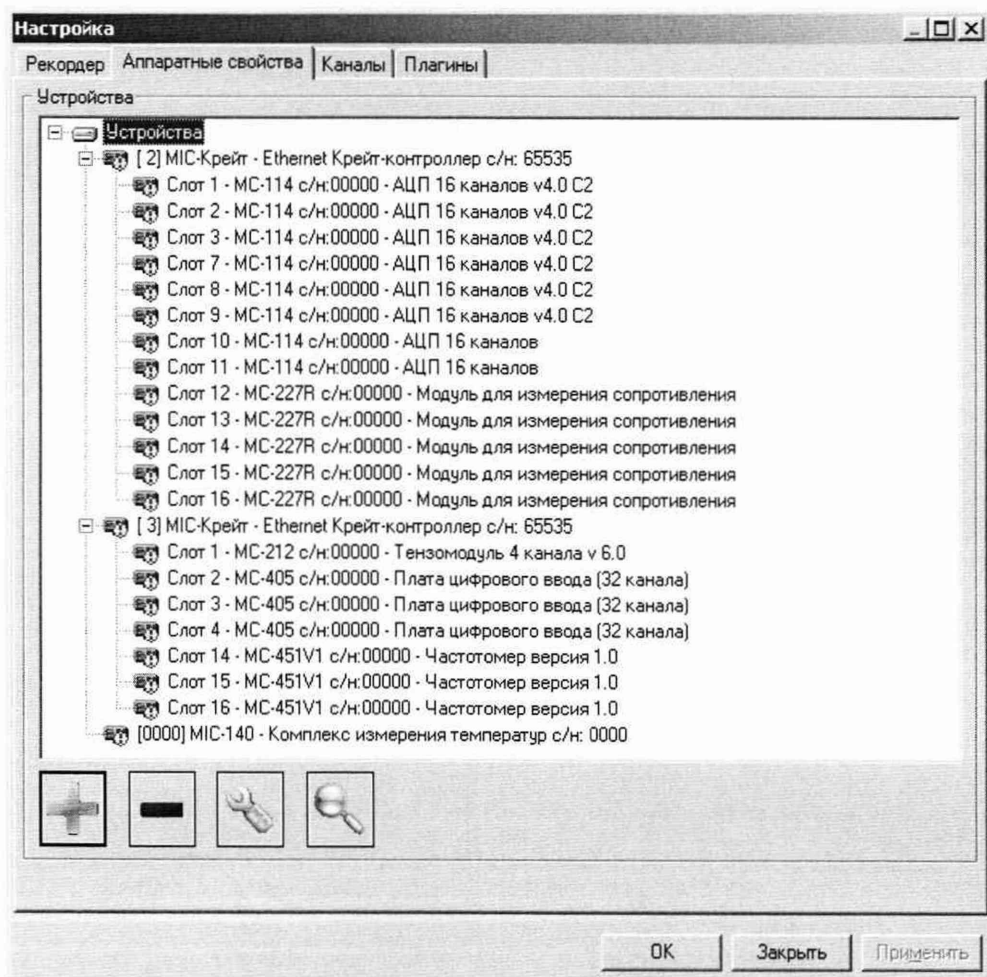 Настройка
Рекордер Аппаратные свойства Каналы Плагины
Устройства
Устройства
[ 2] MIC-Крейт - Ethernet Крейт-контроллер с/н: 65535
Слот 1 - MC-114 с/н:00000 - АЦП 16 каналов v4.0 C2
Слот 2 - MC-114 с/н:00000 - АЦП 16 каналов v4.0 C2
Слот 3 - MC-114 с/н:00000 - АЦП 16 каналов v4.0 C2
Слот 7 - MC-114 с/н:00000 - АЦП 16 каналов v4.0 C2
Слот 8 - MC-114 с/н:00000 - АЦП 16 каналов v4.0 C2
Слот 9 - MC-114 с/н:00000 - АЦП 16 каналов v4.0 C2
Слот 10 - MC-114 с/н:00000 - АЦП 16 каналов
Слот 11 - MC-114 с/н:00000 - АЦП 16 каналов
Слот 12 - MC-227R с/н:00000 - Модуль для измерения сопротивления
Слот 13 - MC-227R с/н:00000 - Модуль для измерения сопротивления
Слот 14 - MC-227R с/н:00000 - Модуль для измерения сопротивления
Слот 15 - MC-227R с/н:00000 - Модуль для измерения сопротивления
Слот 16 - MC-227R с/н:00000 - Модуль для измерения сопротивления
[ 3] MIC-Крейт - Ethernet Крейт-контроллер с/н: 65535
Слот 1 - MC-212 с/н:00000 - Тензомодуль 4 канала v 6.0
Слот 2 - MC-405 с/н:00000 - Плата цифрового ввода (32 канала)
Слот 3 - MC-405 с/н:00000 - Плата цифрового ввода (32 канала)
Слот 4 - MC-405 с/н:00000 - Плата цифрового ввода (32 канала)
Слот 14 - MC-451V1 с/н:00000 - Частотомер версия 1.0
Слот 15 - MC-451V1 с/н:00000 - Частотомер версия 1.0
Слот 16 - MC-451V1 с/н:00000 - Частотомер версия 1.0
[0000] MIC-140 - Комплекс измерения температур с/н: 0000
ОК Закрыть Применить